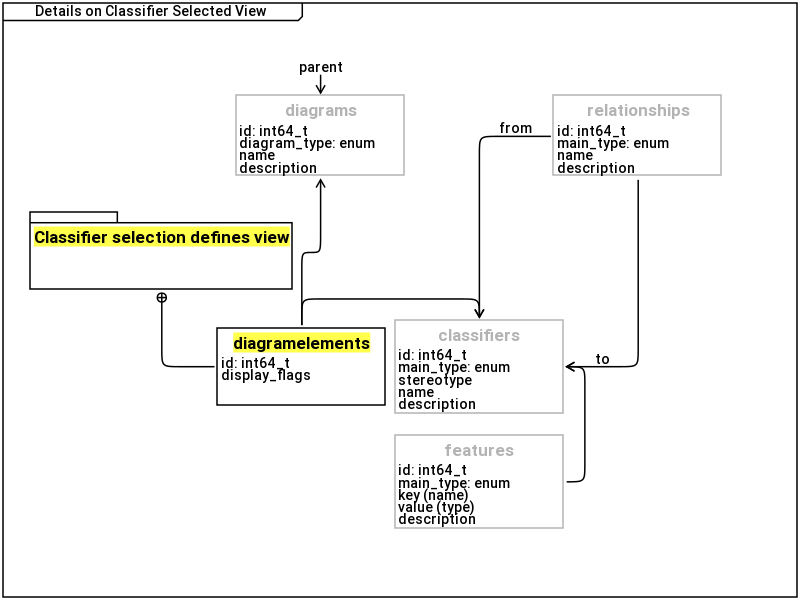 Details on Classifier Selected View
parent
diagrams
id: int64_t
diagram_type: enum
name
description
relationships
id: int64_t
main_type: enum
name
description
from
Classifier selection defines view
diagramelements
id: int64_t
display_flags
classifiers
id: int64_t
main_type: enum
stereotype
name
description
to
features
id: int64_t
main_type: enum
key (name)
value (type)
description